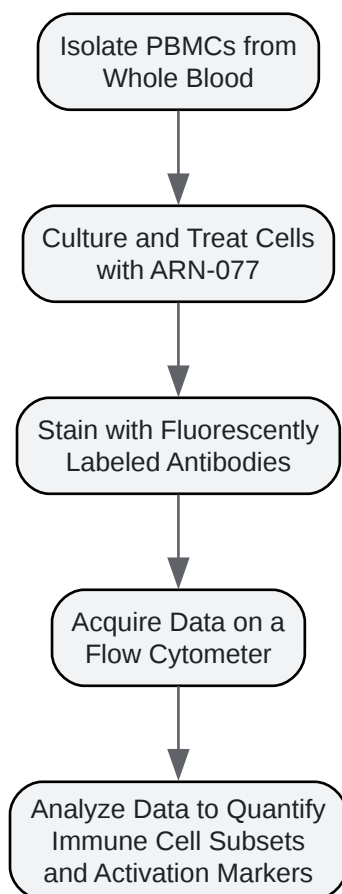 Isolate PBMCs from
Whole Blood
Culture and Treat Cells
with ARN-077
Stain with Fluorescently
Labeled Antibodies
Acquire Data on a
Flow Cytometer
Analyze Data to Quantify
Immune Cell Subsets
and Activation Markers